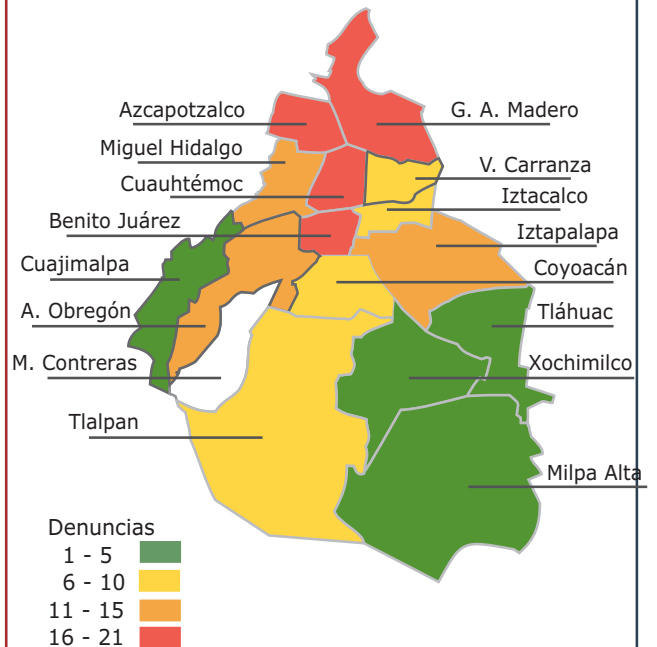 Azcapotzalco
G. A. Madero
Miguel Hidalgo
V. Carranza
Cuauhtémoc
Iztacalco
Benito Juárez
Iztapalapa
Cuajimalpa
Coyoacán
A. Obregón
Tláhuac
M. Contreras
Xochimilco
Tlalpan
Milpa Alta
Denuncias
1 - 5
6 - 10
11 - 15
16 - 21